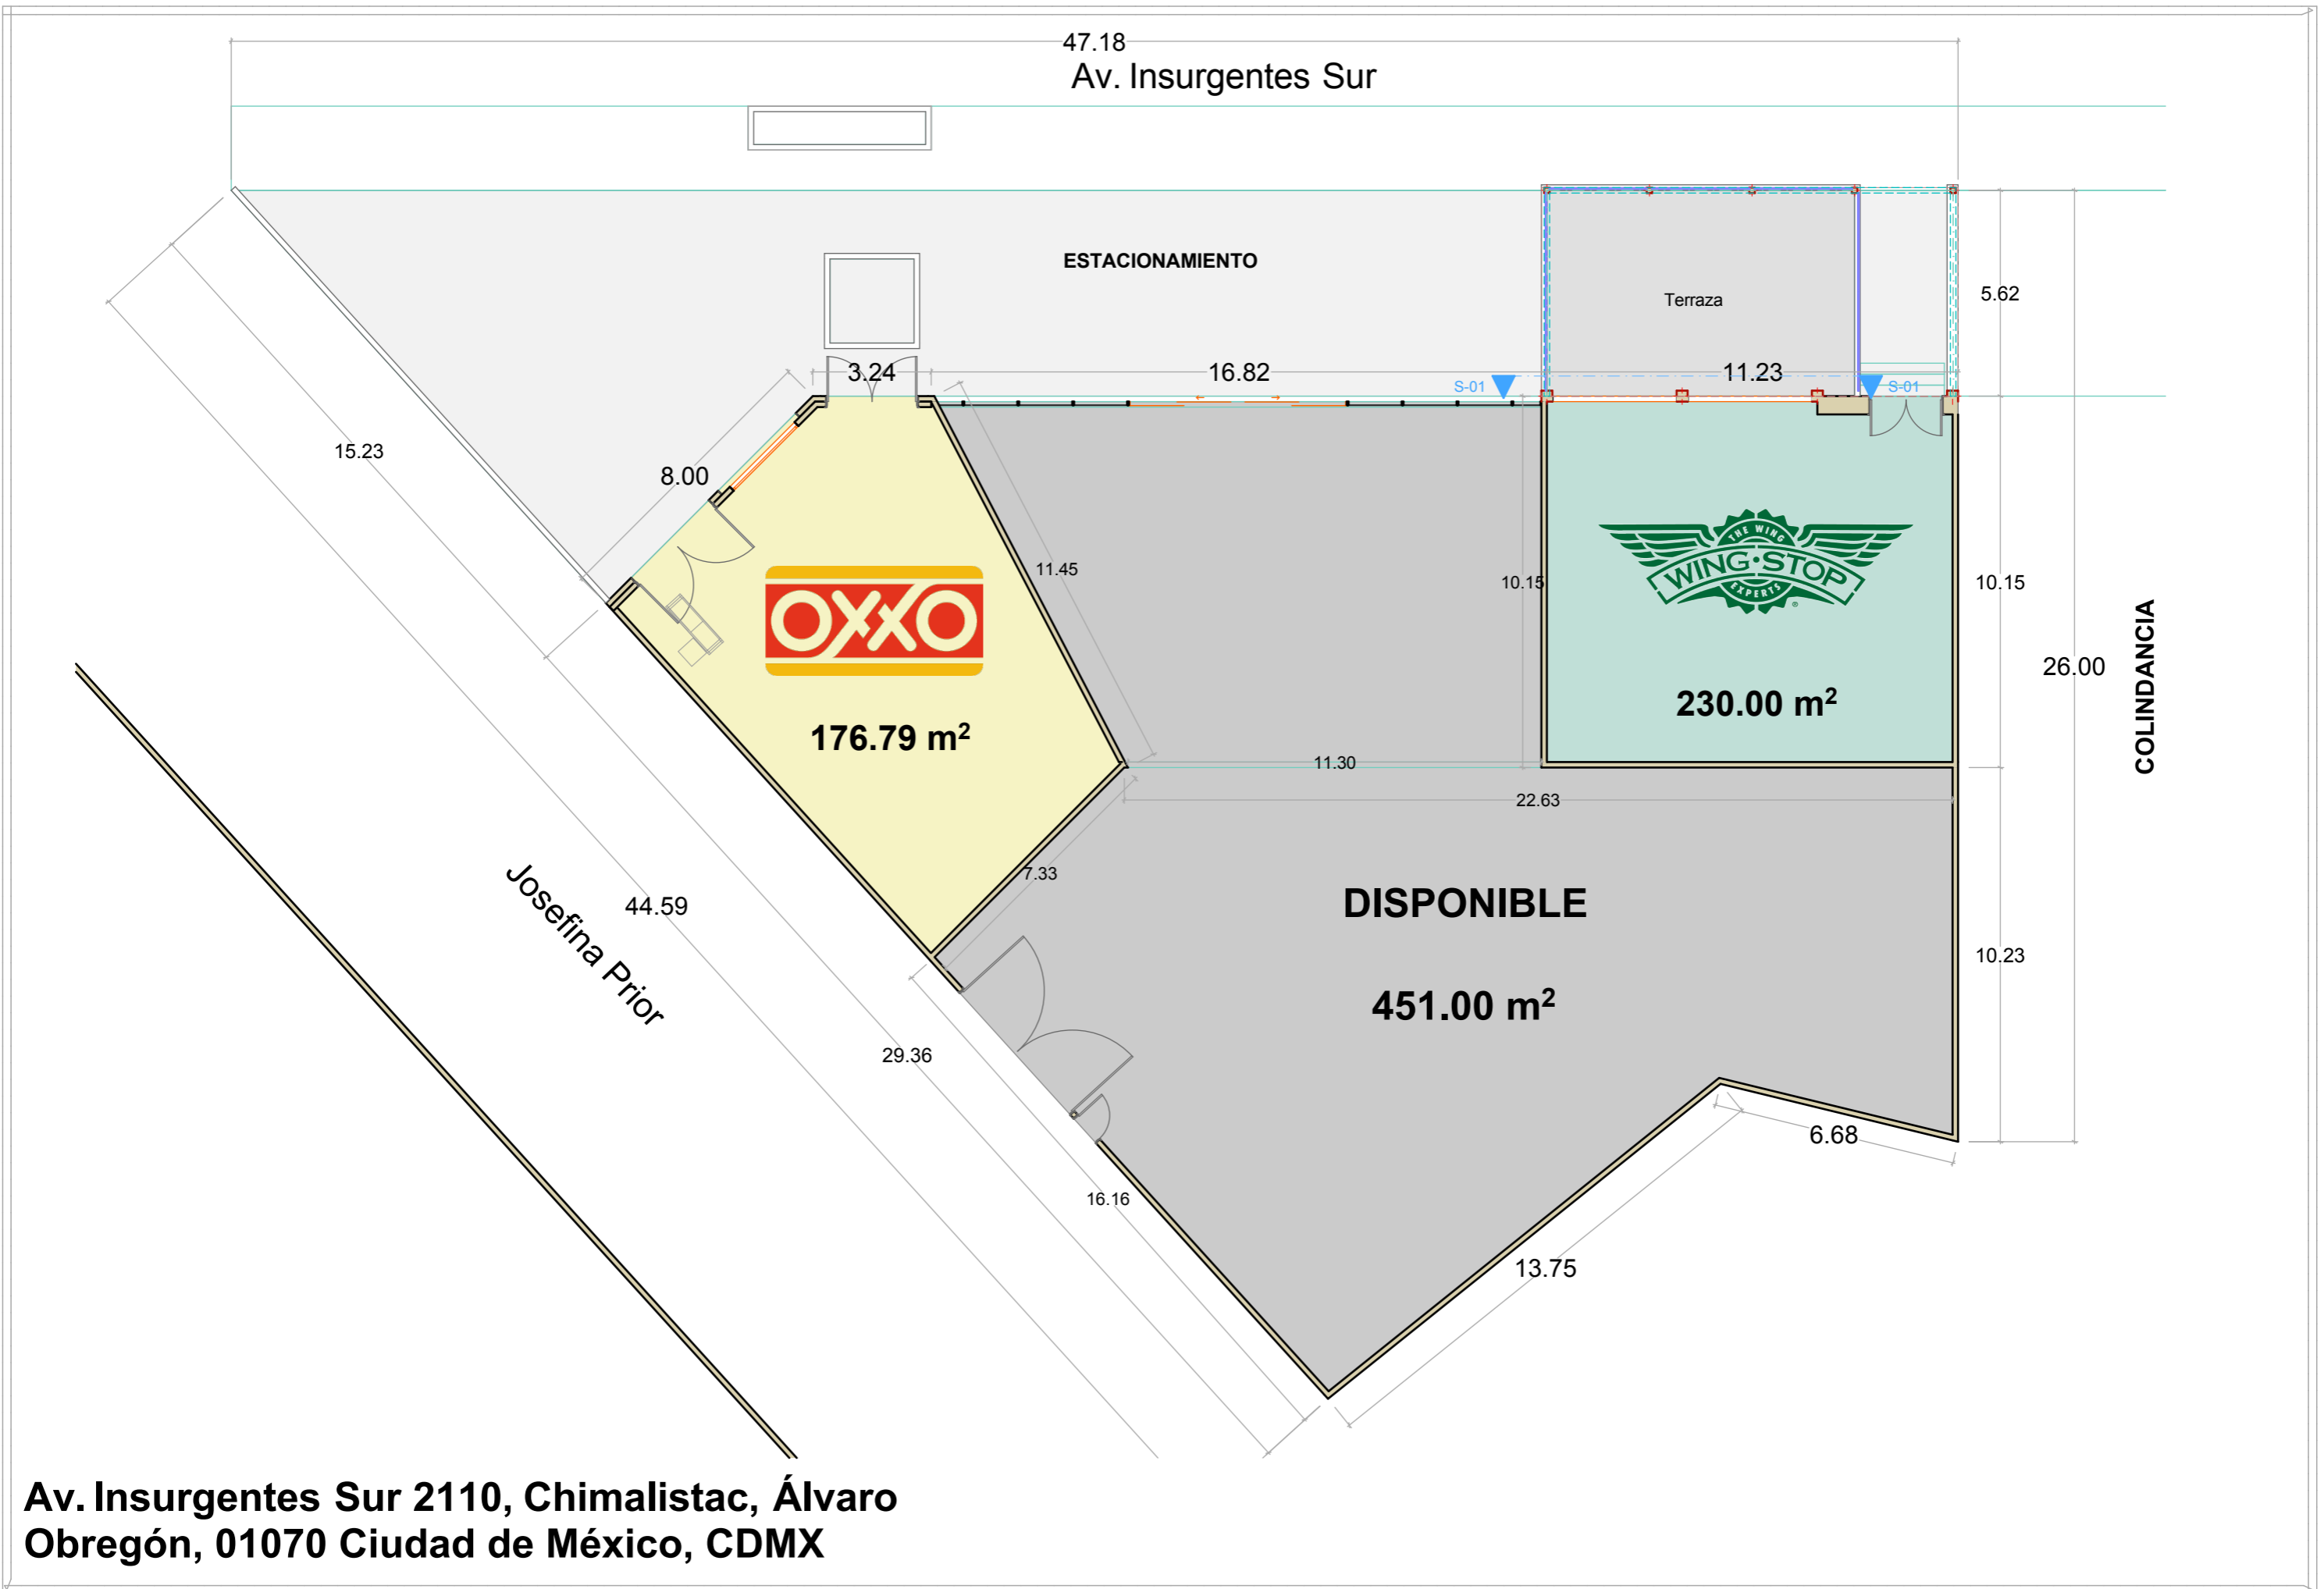 47.18
Av. Insurgentes Sur
ESTACIONAMIENTO
Terraza
5.62
3.24
16.82
11.23
S-01
S-01
15.23
8.00
11.45
10.15
10.15
THE WING
WING·STOP
EXPERTS
®
OXXO
26.00
COLINDANCIA
176.79 m²
230.00 m²
11.30
22.63
7.33
DISPONIBLE
451.00 m²
44.59
Josefina Prior
10.23
29.36
6.68
16.16
13.75
Av. Insurgentes Sur 2110, Chimalistac, Álvaro
Obregón, 01070 Ciudad de México, CDMX